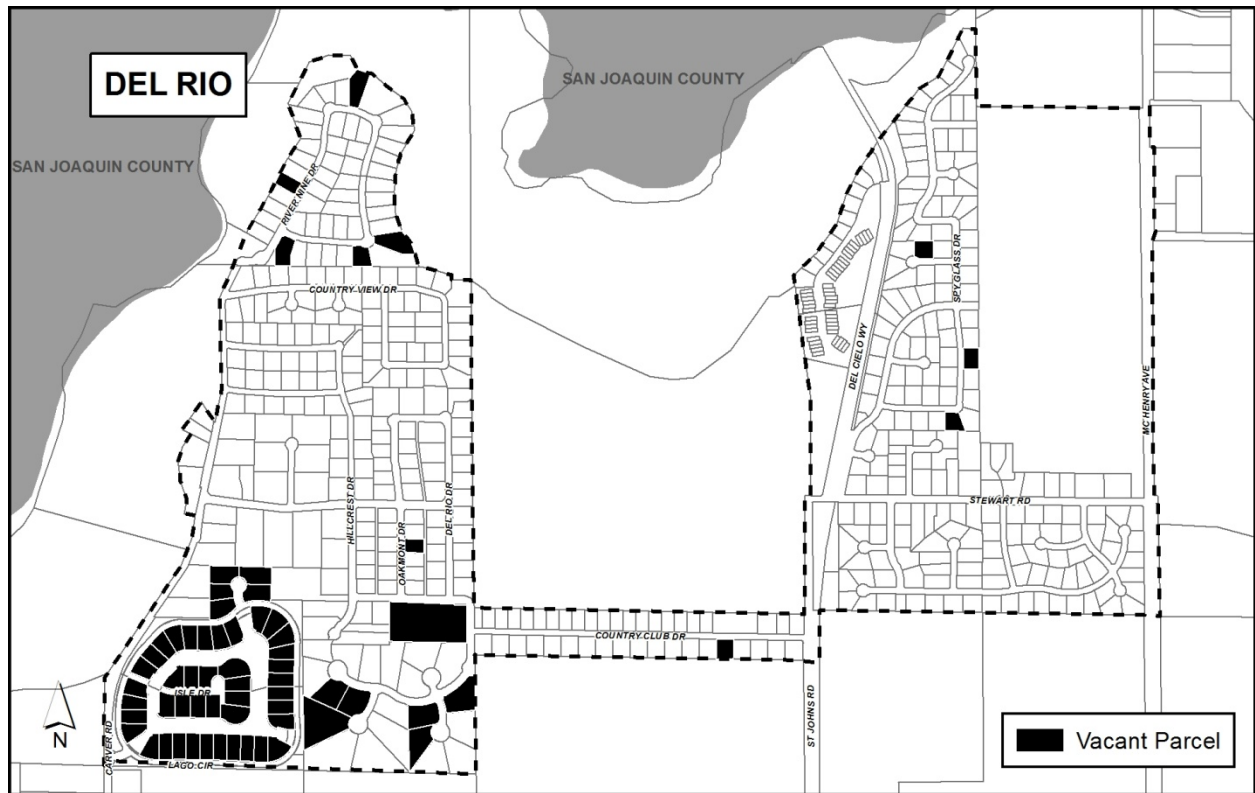 DEL RIO
SAN JOAQUIN COUNTY
SAN JOAQUIN COUNTY
RIVER NINE DR
COUNTRY VIEW DR
SPY GLASS DR
DEL CIELO WY
MC HENRY AVE
HILLCREST DR
OAKMONT DR
DEL RIO DR
STEWART RD
COUNTRY CLUB DR
ISLE DR
ST JOHNS RD
CARVER RD
LAGO CIR
N
Vacant Parcel